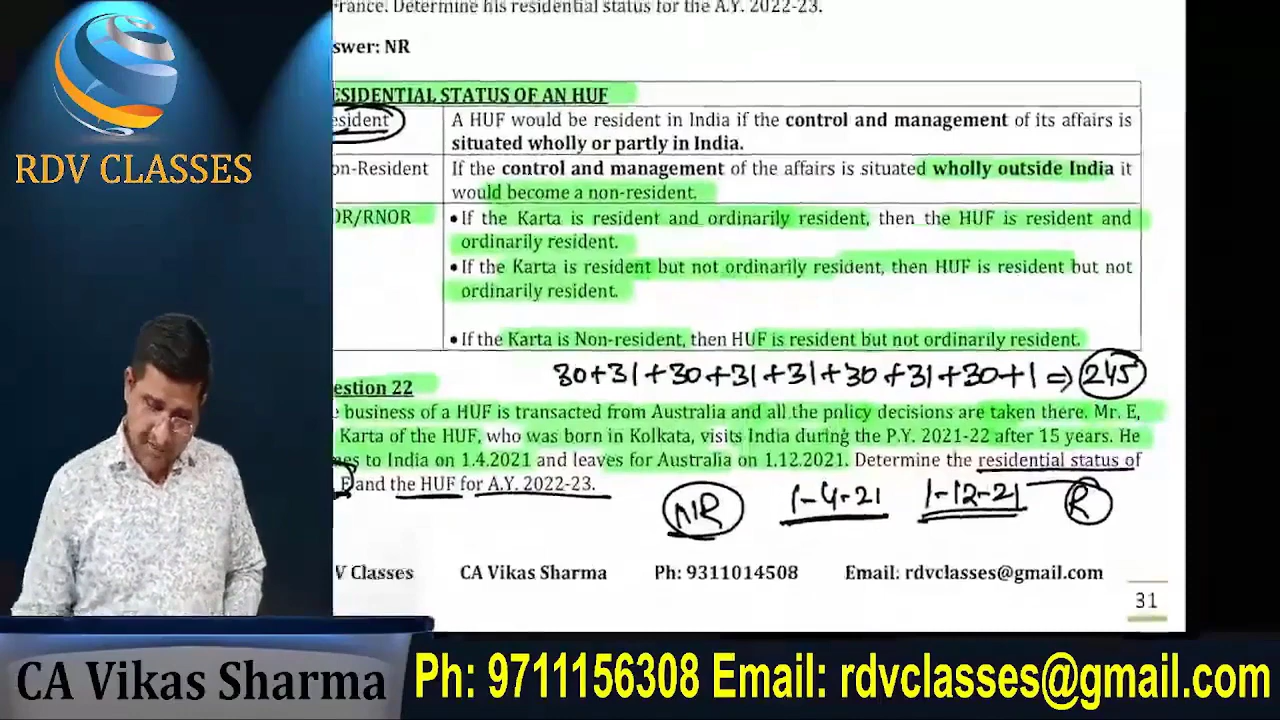 rance. Determine his residential status for the A.Y. 2022-23.
swer: NR
ESIDENTIAL STATUS OF AN HUF
esident
A HUF would be resident in India if the control and management of its affairs is
situated wholly or partly in India.
on-Resident
If the control and management of the affairs is situated wholly outside India it
would become a non-resident.
OR/RNOR
• If the Karta is resident and ordinarily resident, then the HUF is resident and
ordinarily resident.
• If the Karta is resident but not ordinarily resident, then HUF is resident but not
ordinarily resident.
• If the Karta is Non-resident, then HUF is resident but not ordinarily resident.
30+31+30+31+31+30+31+30+1 ⇒ 245
estion 22
e business of a HUF is transacted from Australia and all the policy decisions are taken there. Mr. E,
Karta of the HUF, who was born in Kolkata, visits India during the P.Y. 2021-22 after 15 years. He
mes to India on 1.4.2021 and leaves for Australia on 1.12.2021. Determine the residential status of
E and the HUF for A.Y. 2022-23.
NR 1-4-21 1-12-21 R
V Classes CA Vikas Sharma Ph: 9311014508 Email: rdvclasses@gmail.com
31
RDV CLASSES
CA Vikas Sharma Ph: 9711156308 Email: rdvclasses@gmail.com